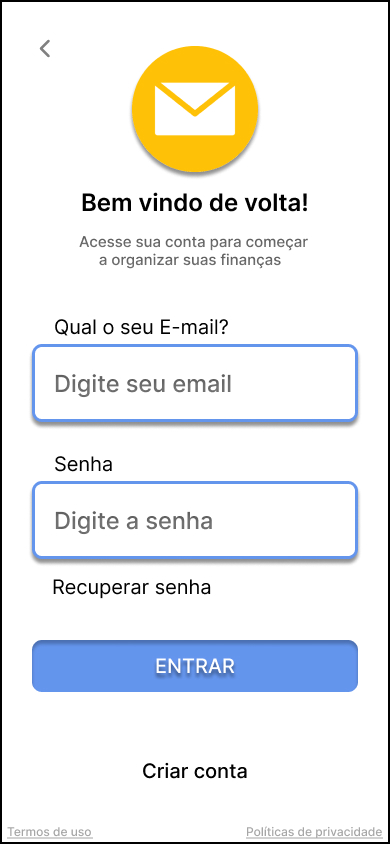 Bem vindo de volta!
Acesse sua conta para começar
a organizar suas finanças
Qual o seu E-mail?
Digite seu email
Senha
Digite a senha
Recuperar senha
ENTRAR
Criar conta
Termos de uso
Políticas de privacidade